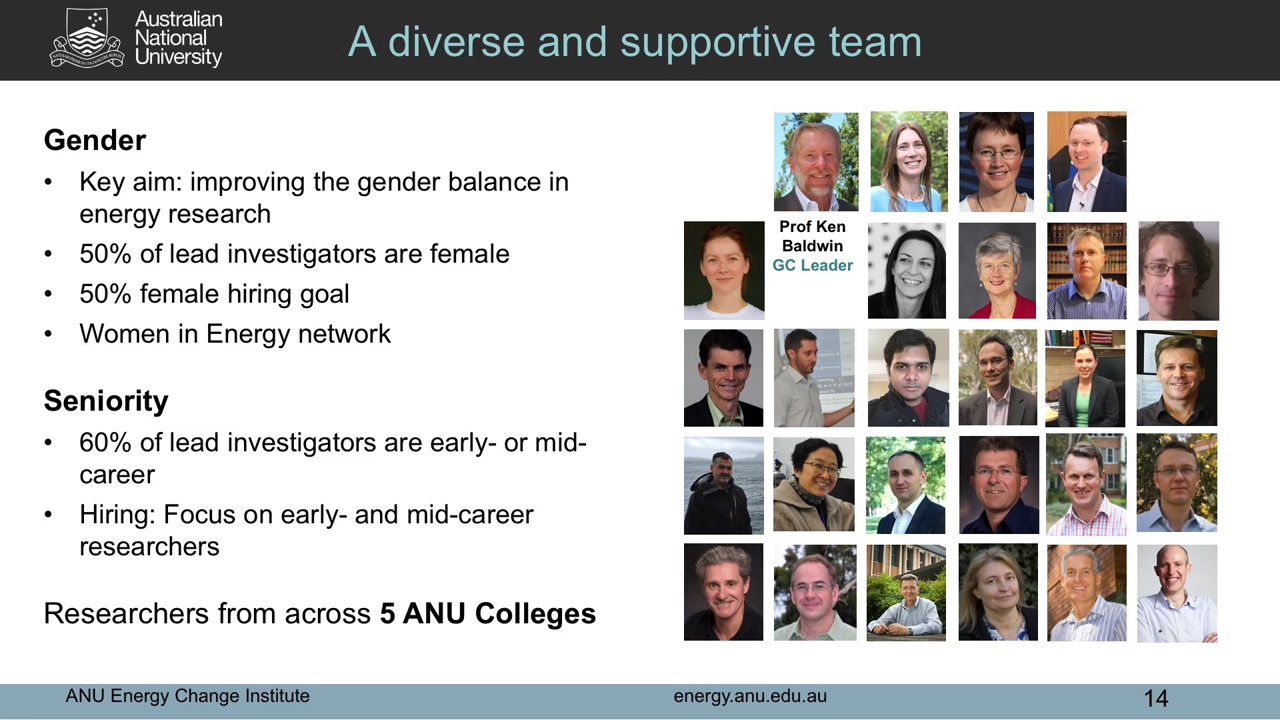 Australian
National
University
A diverse and supportive team
Gender
• Key aim: improving the gender balance in
energy research
• 50% of lead investigators are female
• 50% female hiring goal
• Women in Energy network
Seniority
• 60% of lead investigators are early- or mid-
career
• Hiring: Focus on early- and mid-career
researchers
Researchers from across 5 ANU Colleges
Prof Ken
Baldwin
GC Leader
ANU Energy Change Institute
energy.anu.edu.au
14